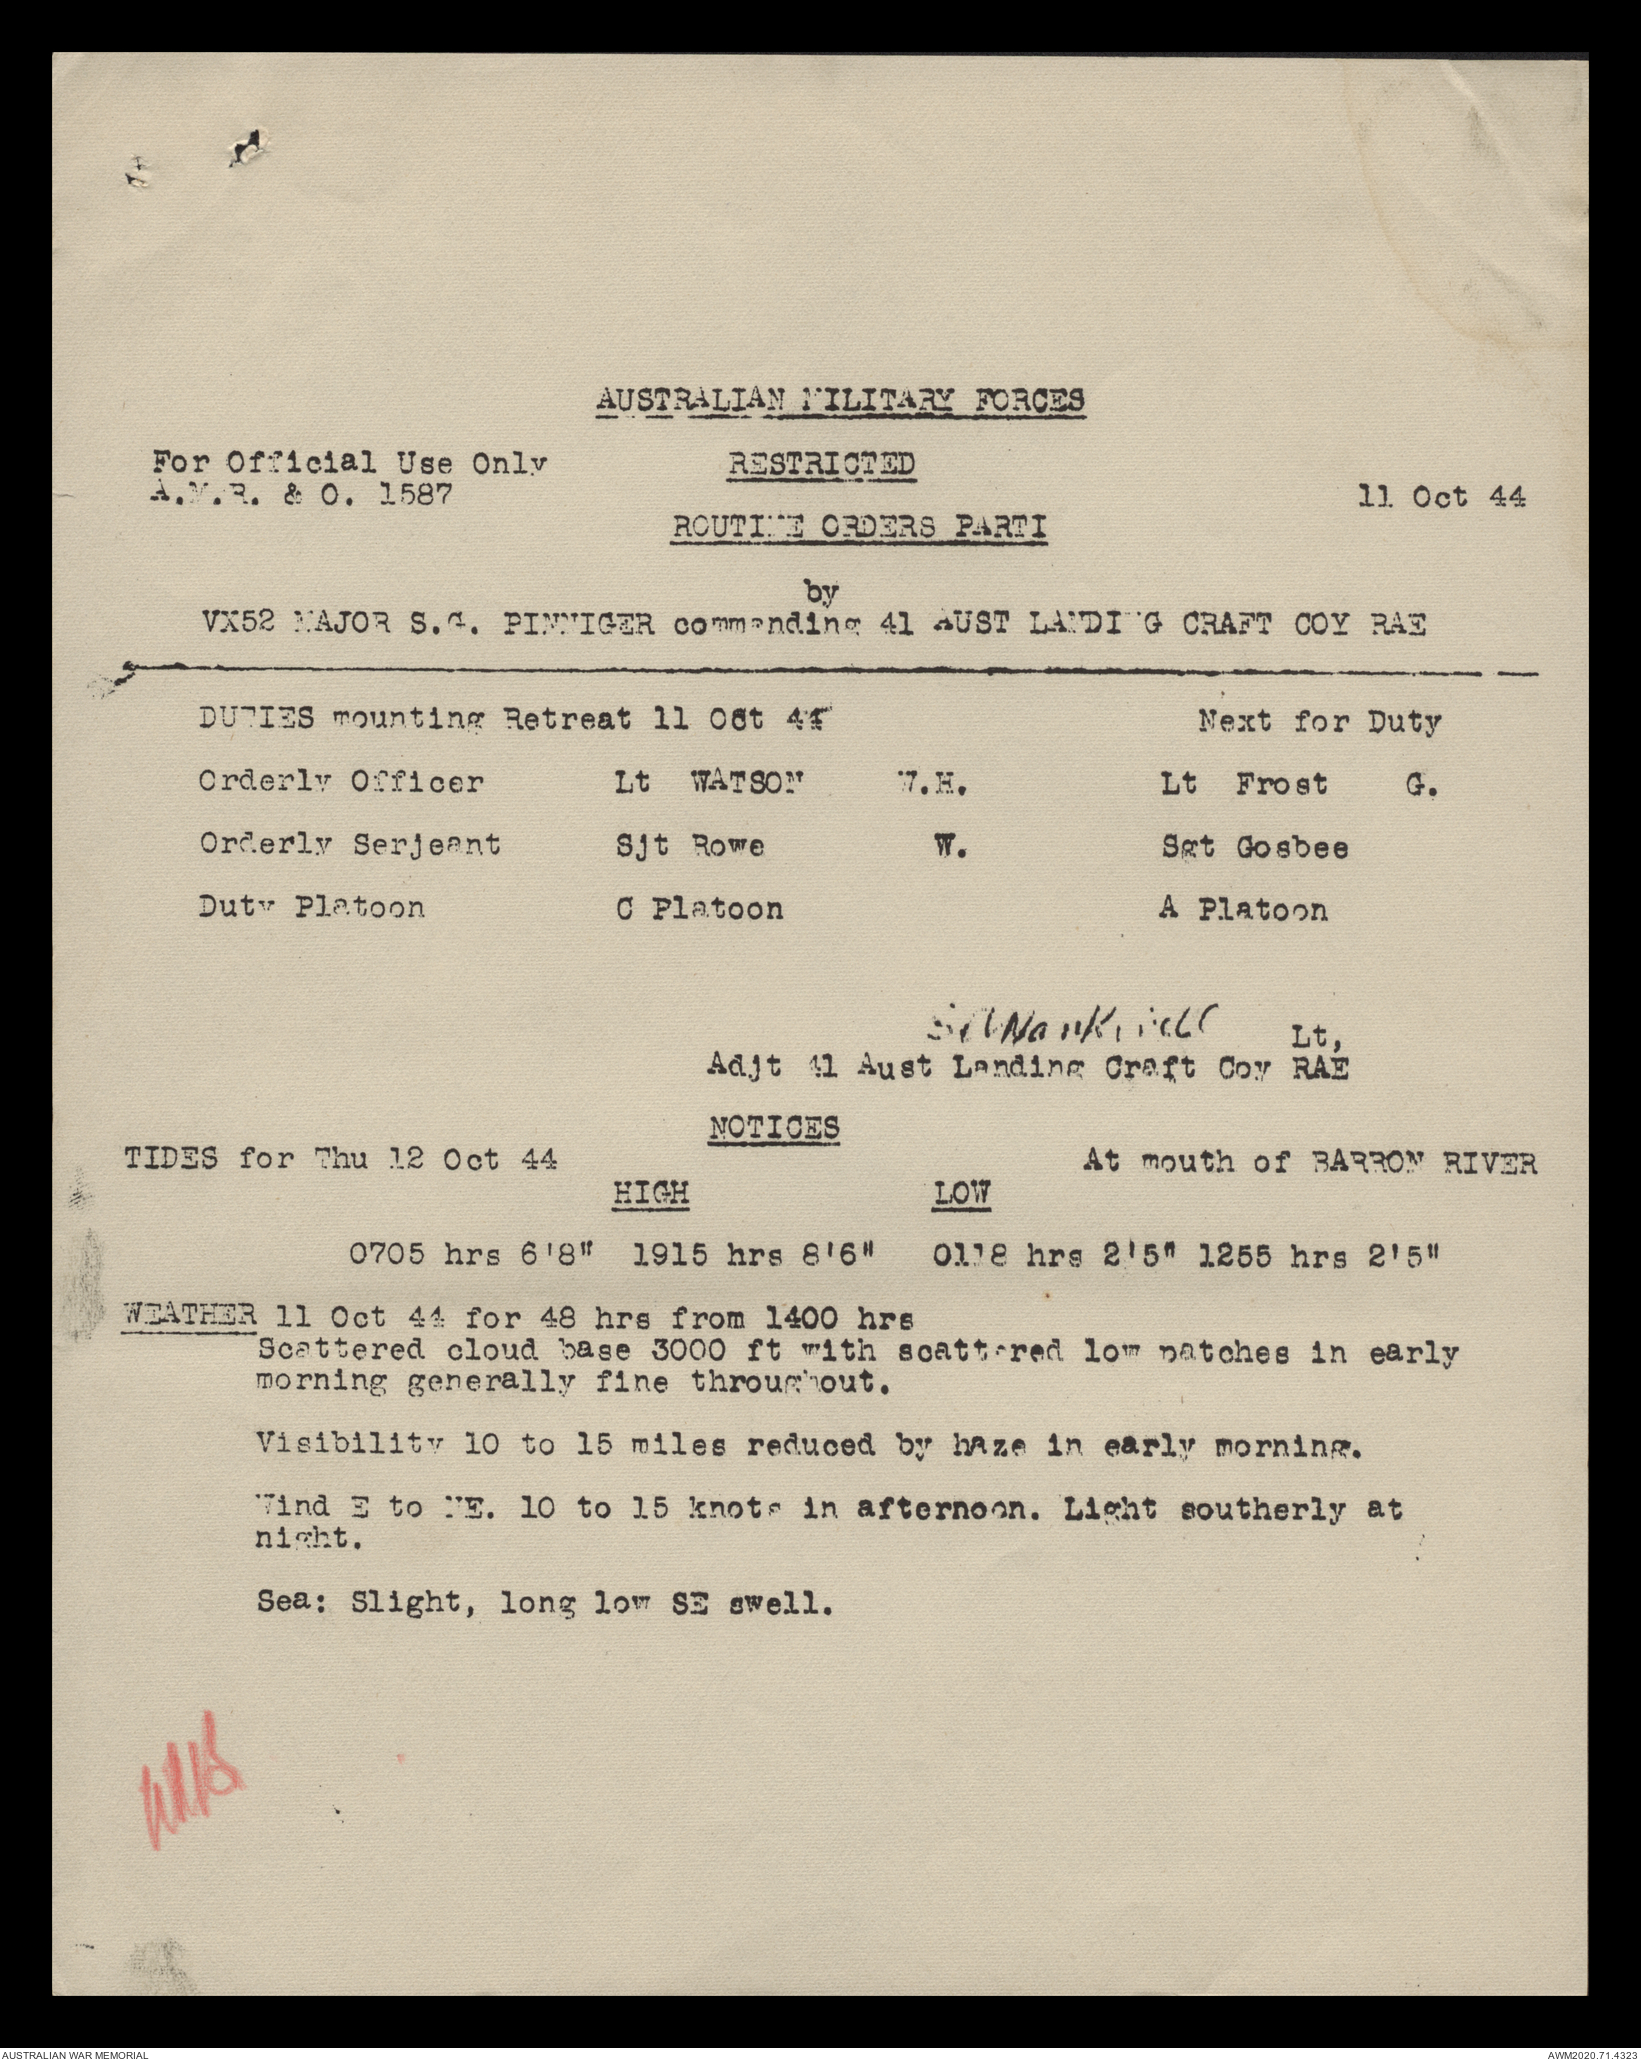 AUSTRALIAN MILITARY FORCES
For Official Use Only RESTRICTED
A.M.R. & O. 1587 11 Oct 44
ROUTINE ORDERS PARTI
by
VX52 MAJOR S.G. PINNIGER commanding 41 AUST LANDING CRAFT COY RAE
DUTIES mounting Retreat 11 Oct 44 Next for Duty
Orderly Officer Lt WATSON W.H. Lt Frost G.
Orderly Serjeant Sjt Rowe W. Sgt Gosbee
Duty Platoon C Platoon A Platoon
Lt,
Adjt 41 Aust Landing Craft Coy RAE
NOTICES
TIDES for Thu 12 Oct 44 At mouth of BARRON RIVER
HIGH LOW
0705 hrs 6'8" 1915 hrs 8'6" 0118 hrs 2'5" 1255 hrs 2'5"
WEATHER 11 Oct 44 for 48 hrs from 1400 hrs
Scattered cloud base 3000 ft with scattered low patches in early
morning generally fine throughout.
Visibility 10 to 15 miles reduced by haze in early morning.
Wind E to NE. 10 to 15 knots in afternoon. Light southerly at
night.
Sea: Slight, long low SE swell.
AUSTRALIAN WAR MEMORIAL AWM2020.71.4323